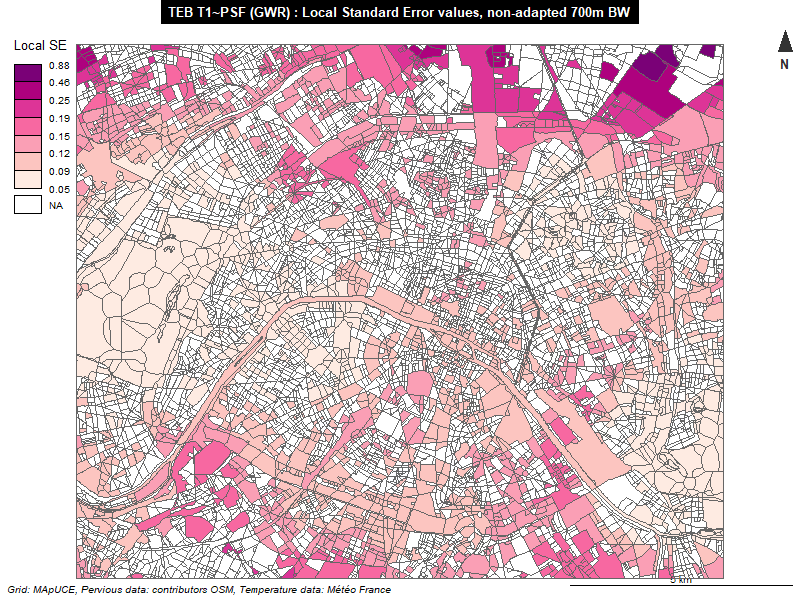 TEB T1~PSF (GWR) : Local Standard Error values, non-adapted 700m BW
Local SE
0.88
0.46
0.25
0.19
0.15
0.12
0.09
0.05
NA
N
5 km
Grid: MApUCE, Pervious data: contributors OSM, Temperature data: Météo France